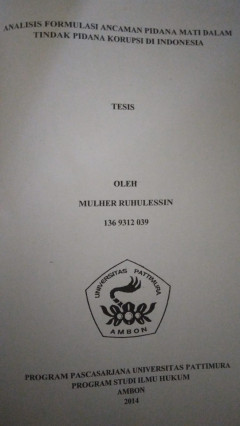 ANALISIS FORMULASI ANCAMAN PIDANA MATI DALAM
TINDAK PIDANA KORUPSI DI INDONESIA
TESIS
OLEH
MULHER RUHULESSIN
136 9312 039
UNIVERSITAS PATTIMURA
AMBON
PROGRAM PASCASARJANA UNIVERSITAS PATTIMURA
PROGRAM STUDI ILMU HUKUM
AMBON
2014